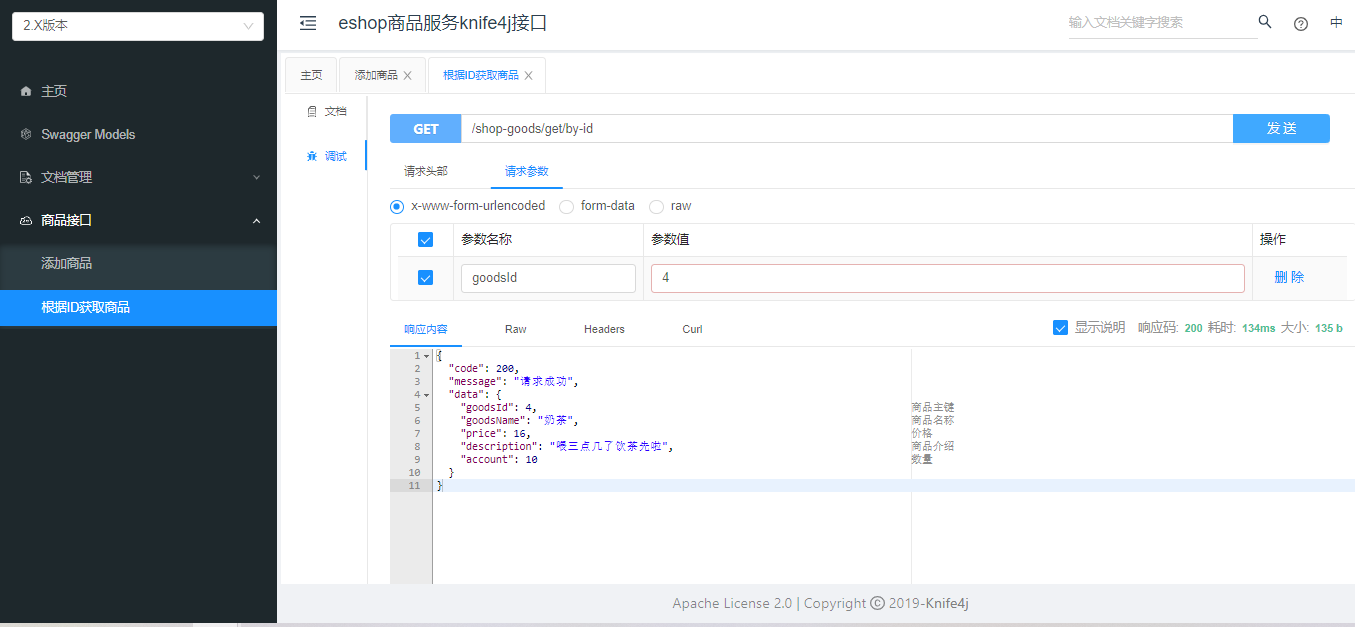 2.X版本
eshop商品服务knife4j接口
输入文档关键字搜索
中
主页
Swagger Models
文档管理
商品接口
添加商品
根据ID获取商品
主页
添加商品
根据ID获取商品
文档
调试
GET
/shop-goods/get/by-id
发 送
请求头部
请求参数
x-www-form-urlencoded
form-data
raw
参数名称
参数值
操作
goodsId
4
删 除
响应内容
Raw
Headers
Curl
显示说明 响应码: 200 耗时: 134ms 大小: 135 b
1 {
2 "code": 200,
3 "message": "请求成功",
4 "data": {
5 "goodsId": 4, 商品主键
6 "goodsName": "奶茶", 商品名称
7 "price": 16, 价格
8 "description": "喂三点几了饮茶先啦", 商品介绍
9 "account": 10 数量
10 }
11 }
Apache License 2.0 | Copyright © 2019-Knife4j